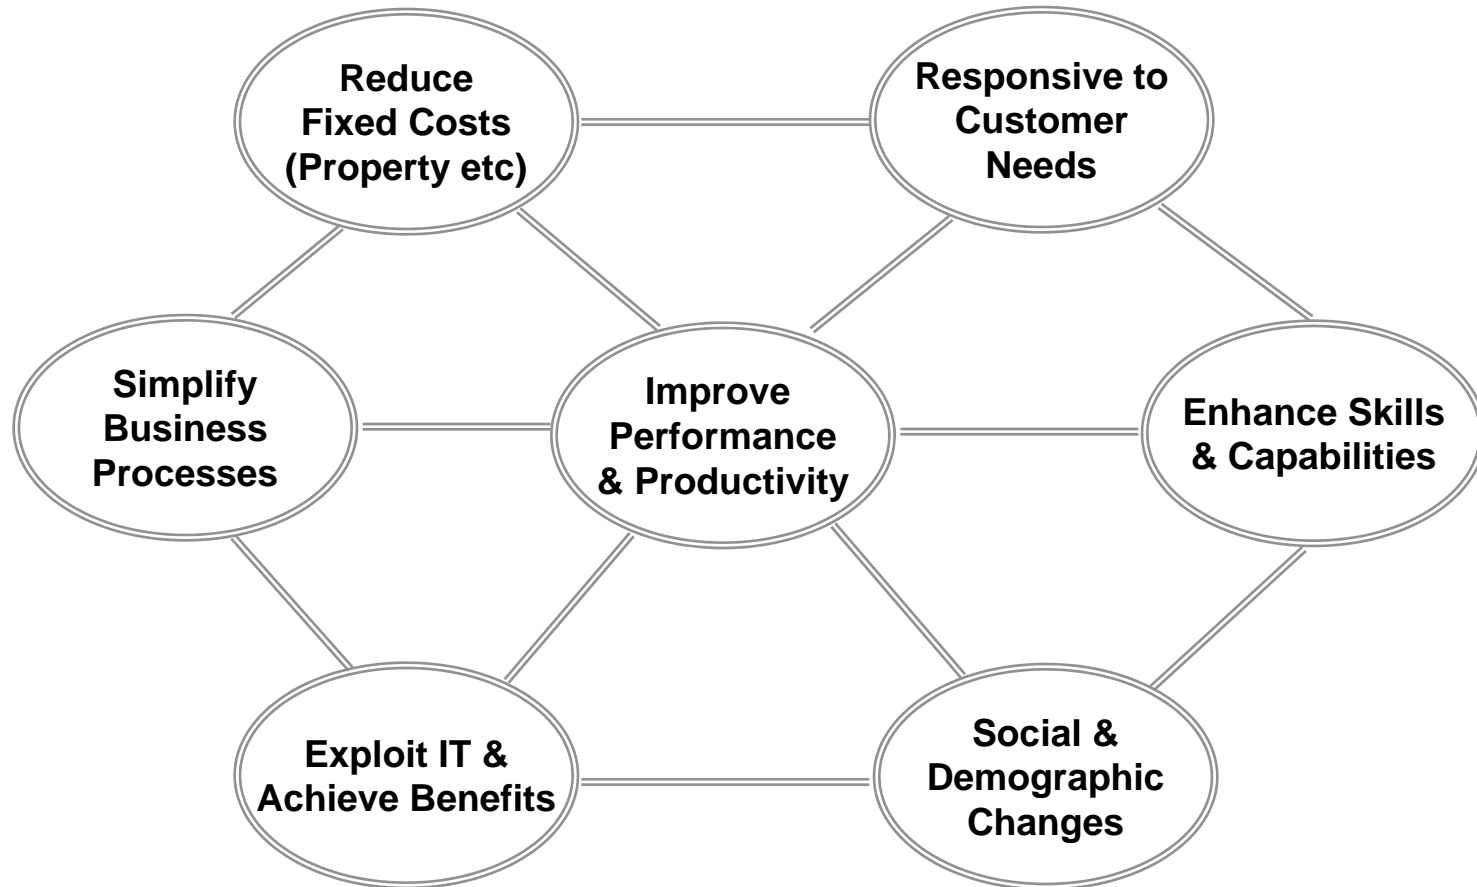 Reduce
Fixed Costs
(Property etc)
Responsive to
Customer
Needs
Simplify
Business
Processes
Improve
Performance
& Productivity
Enhance Skills
& Capabilities
Exploit IT &
Achieve Benefits
Social &
Demographic
Changes